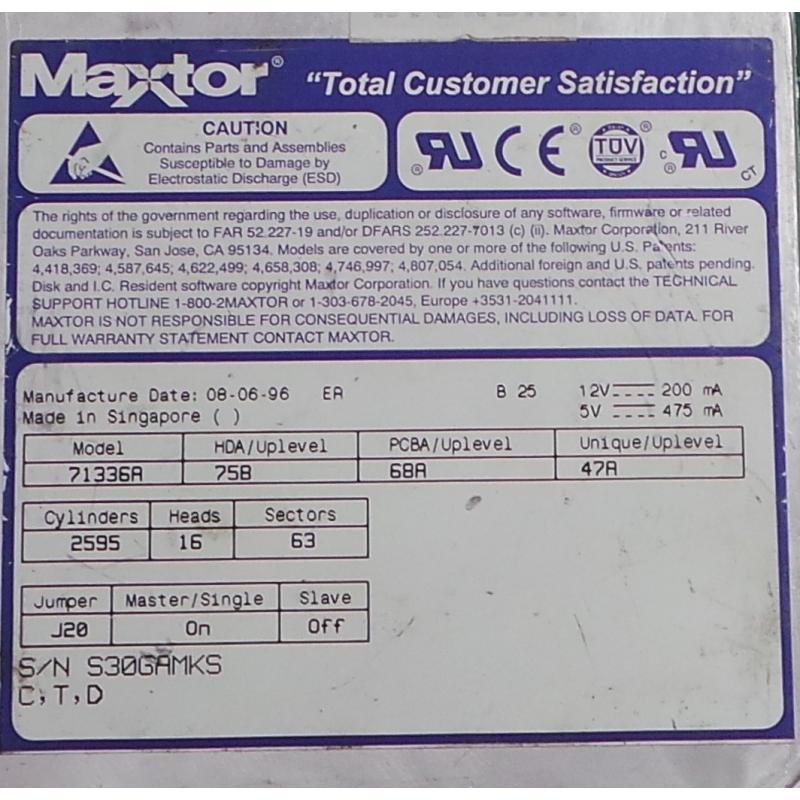 Maxtor® "Total Customer Satisfaction"
CAUTION
Contains Parts and Assemblies
Susceptible to Damage by
Electrostatic Discharge (ESD)
® RU CE ® TÜV ® c ® RU CT
The rights of the government regarding the use, duplication or disclosure of any software, firmware or related
documentation is subject to FAR 52.227-19 and/or DFARS 252.227-7013 (c) (ii). Maxtor Corporation, 211 River
Oaks Parkway, San Jose, CA 95134. Models are covered by one or more of the following U.S. Patents:
4,418,369; 4,587,645; 4,622,499; 4,658,308; 4,746,997; 4,807,054. Additional foreign and U.S. patents pending.
Disk and I.C. Resident software copyright Maxtor Corporation. If you have questions contact the TECHNICAL
SUPPORT HOTLINE 1-800-2MAXTOR or 1-303-678-2045, Europe +3531-2041111.
MAXTOR IS NOT RESPONSIBLE FOR CONSEQUENTIAL DAMAGES, INCLUDING LOSS OF DATA. FOR
FULL WARRANTY STATEMENT CONTACT MAXTOR.
Manufacture Date: 08-06-96 ER B 25 12V 200 mA
Made in Singapore ( ) 5V 475 mA
Model HDA/Uplevel PCBA/Uplevel Unique/Uplevel
71336A 75B 68A 47A
Cylinders Heads Sectors
2595 16 63
Jumper Master/Single Slave
J20 On Off
S/N S30GAMKS
C,T,D